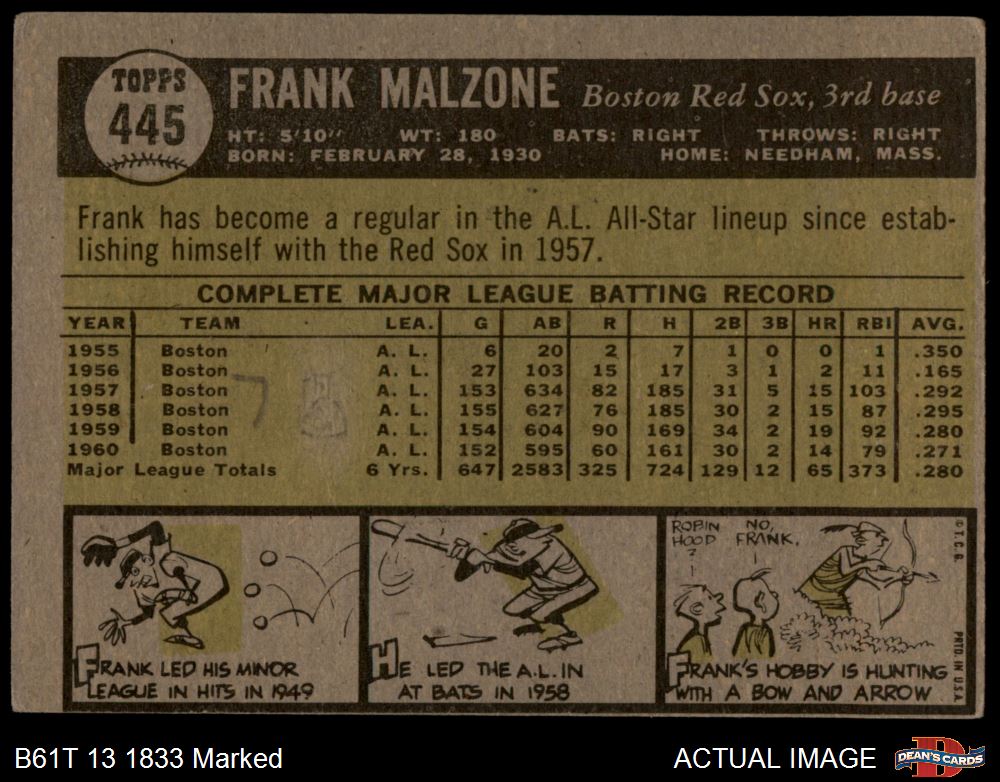 TOPPS
445
FRANK MALZONE Boston Red Sox, 3rd base
HT: 5'10" WT: 180 BATS: RIGHT THROWS: RIGHT
BORN: FEBRUARY 28, 1930 HOME: NEEDHAM, MASS.
Frank has become a regular in the A.L. All-Star lineup since estab-
lishing himself with the Red Sox in 1957.
COMPLETE MAJOR LEAGUE BATTING RECORD
YEAR TEAM LEA. G AB R H 2B 3B HR RBI AVG.
1955 Boston A. L. 6 20 2 7 1 0 0 1 .350
1956 Boston A. L. 27 103 15 17 3 1 2 11 .165
1957 Boston A. L. 153 634 82 185 31 5 15 103 .292
1958 Boston A. L. 155 627 76 185 30 2 15 87 .295
1959 Boston A. L. 154 604 90 169 34 2 19 92 .280
1960 Boston A. L. 152 595 60 161 30 2 14 79 .271
Major League Totals 6 Yrs. 647 2583 325 724 129 12 65 373 .280
7
FRANK LED HIS MINOR
LEAGUE IN HITS IN 1949
HE LED THE A.L. IN
AT BATS IN 1958
ROBIN
HOOD
?
NO,
FRANK.
FRANK'S HOBBY IS HUNTING
WITH A BOW AND ARROW
© T.C.G.
PRTD. IN U.S.A.
B61T 13 1833 Marked
ACTUAL IMAGE
D
DEAN'S CARDS